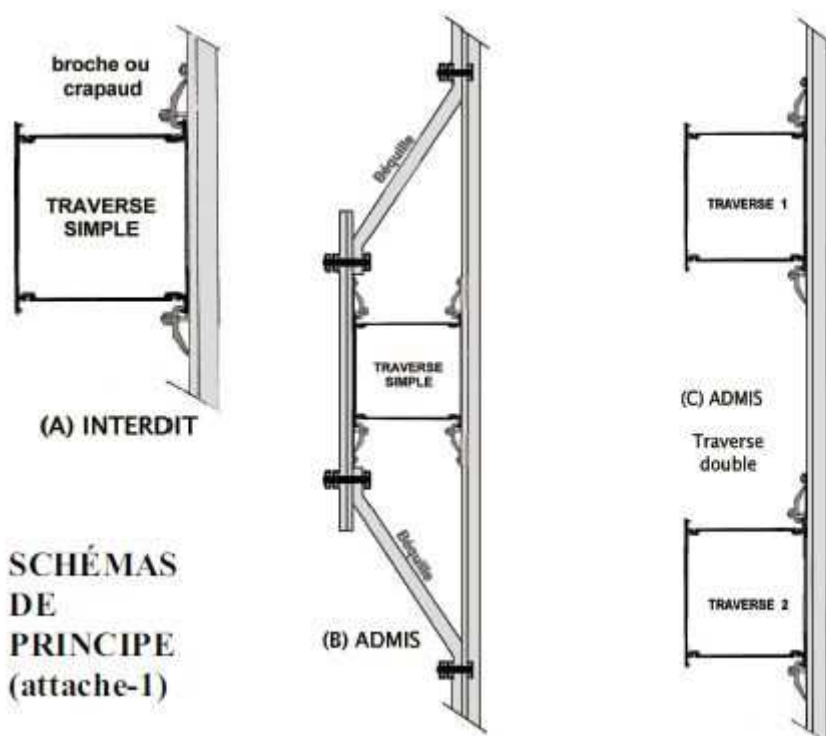 broche ou
crapaud
TRAVERSE
SIMPLE
(A) INTERDIT
SCHÉMAS
DE
PRINCIPE
(attache-1)
Béquille
TRAVERSE
SIMPLE
Béquille
(B) ADMIS
TRAVERSE 1
(C) ADMIS
Traverse
double
TRAVERSE 2